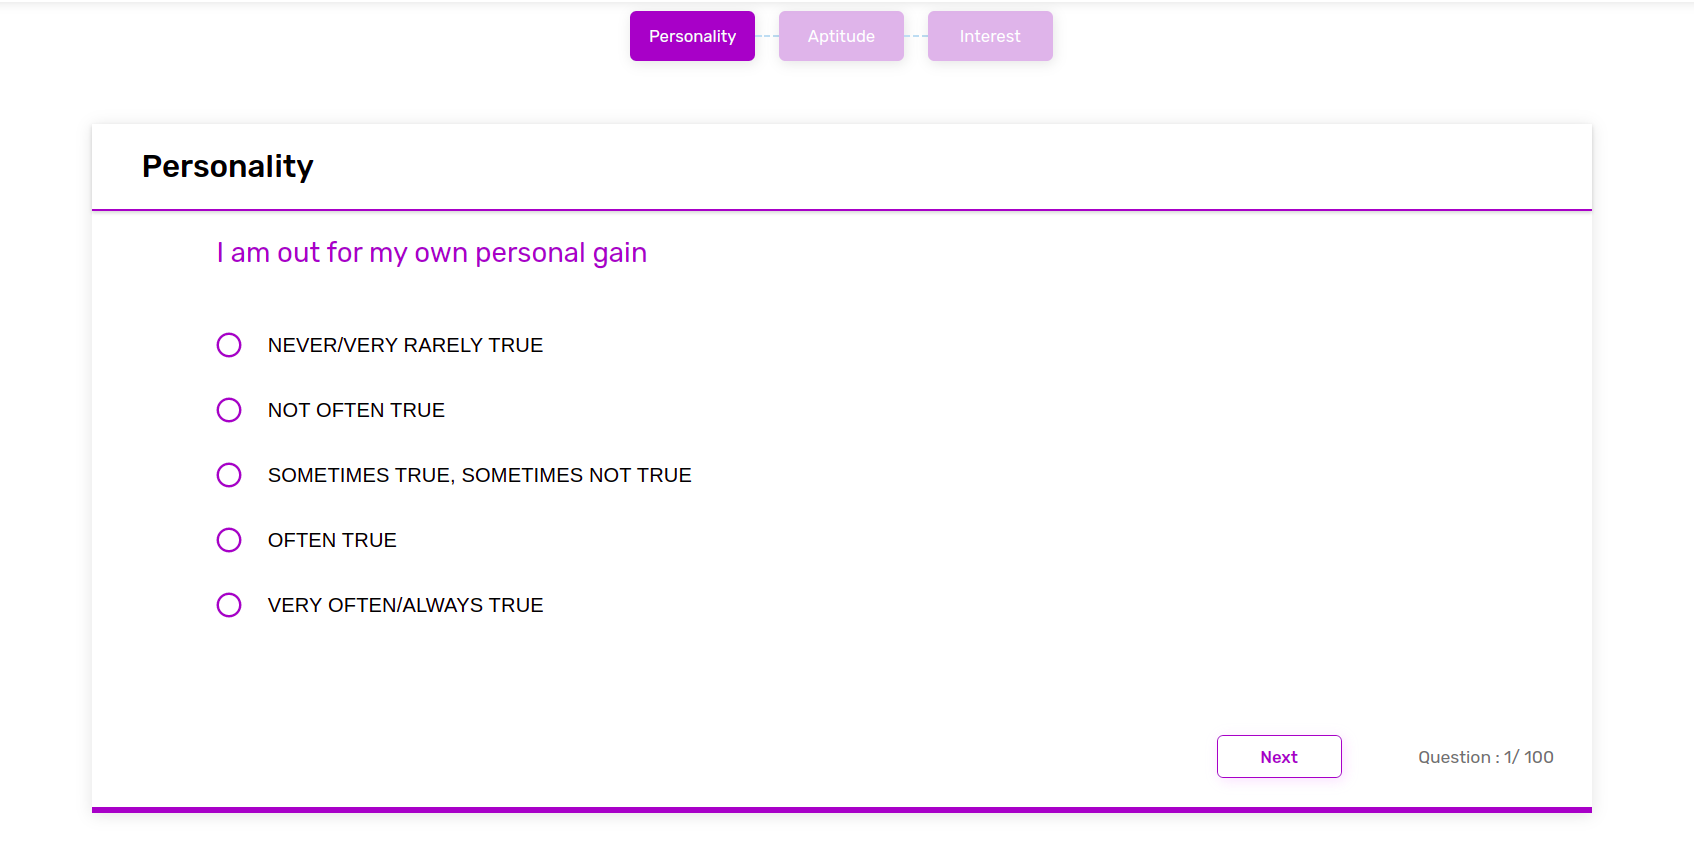 Personality
Aptitude
Interest
Personality
I am out for my own personal gain
NEVER/VERY RARELY TRUE
NOT OFTEN TRUE
SOMETIMES TRUE, SOMETIMES NOT TRUE
OFTEN TRUE
VERY OFTEN/ALWAYS TRUE
Next
Question : 1/ 100